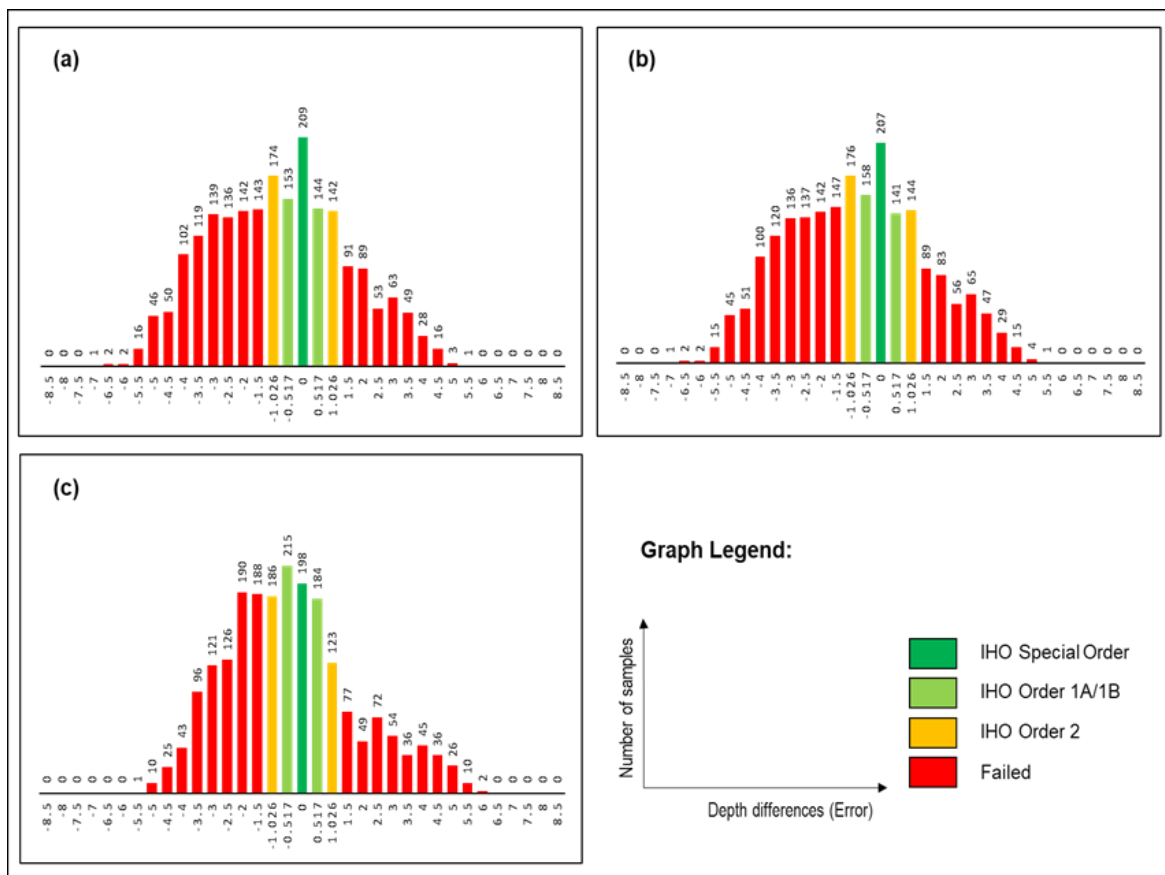 (a)
0 0 0 1 2 2 16 46 50 102 119 139 136 142 143 174 153 209 144 142 91 89 53 63 49 28 16 3 1 0 0 0 0 0 0
-8.5 -8 -7.5 -7 -6.5 -6 -5.5 -5 -4.5 -4 -3.5 -3 -2.5 -2 -1.5 -1.026 -0.517 0 0.517 1.026 1.5 2 2.5 3 3.5 4 4.5 5 5.5 6 6.5 7 7.5 8 8.5
(b)
0 0 0 1 2 2 15 45 51 100 120 136 137 142 147 176 158 207 141 144 89 83 56 65 47 29 15 4 1 0 0 0 0 0 0
-8.5 -8 -7.5 -7 -6.5 -6 -5.5 -5 -4.5 -4 -3.5 -3 -2.5 -2 -1.5 -1.026 -0.517 0 0.517 1.026 1.5 2 2.5 3 3.5 4 4.5 5 5.5 6 6.5 7 7.5 8 8.5
(c)
0 0 0 0 0 0 1 10 25 43 96 121 126 190 188 186 215 198 184 123 77 49 72 54 36 45 36 26 10 2 0 0 0 0 0
-8.5 -8 -7.5 -7 -6.5 -6 -5.5 -5 -4.5 -4 -3.5 -3 -2.5 -2 -1.5 -1.026 -0.517 0 0.517 1.026 1.5 2 2.5 3 3.5 4 4.5 5 5.5 6 6.5 7 7.5 8 8.5
Graph Legend:
Number of samples
Depth differences (Error)
IHO Special Order
IHO Order 1A/1B
IHO Order 2
Failed